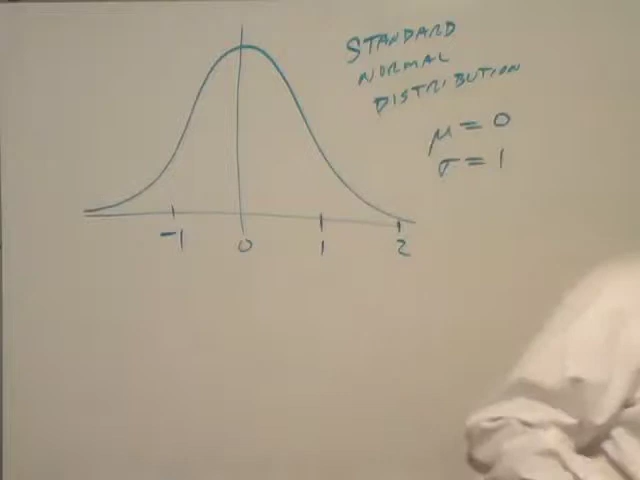 STANDARD
NORMAL
DISTRIBUTION
μ = 0
σ = 1
-1 0 1 2